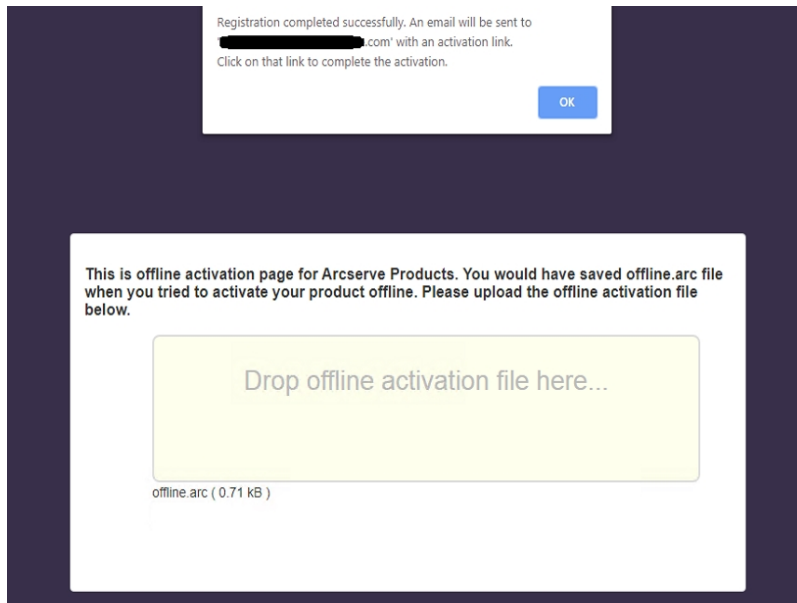 Registration completed successfully. An email will be sent to
.com' with an activation link.
Click on that link to complete the activation.
OK
This is offline activation page for Arcserve Products. You would have saved offline.arc file
when you tried to activate your product offline. Please upload the offline activation file
below.
Drop offline activation file here...
offline.arc ( 0.71 kB )